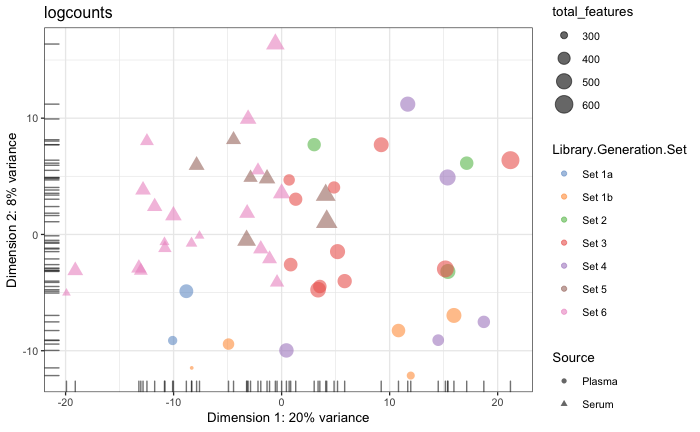 logcounts
10
0
-10
-20
-10
0
10
20
Dimension 2: 8% variance
Dimension 1: 20% variance
total_features
300
400
500
600
Library.Generation.Set
Set 1a
Set 1b
Set 2
Set 3
Set 4
Set 5
Set 6
Source
Plasma
Serum